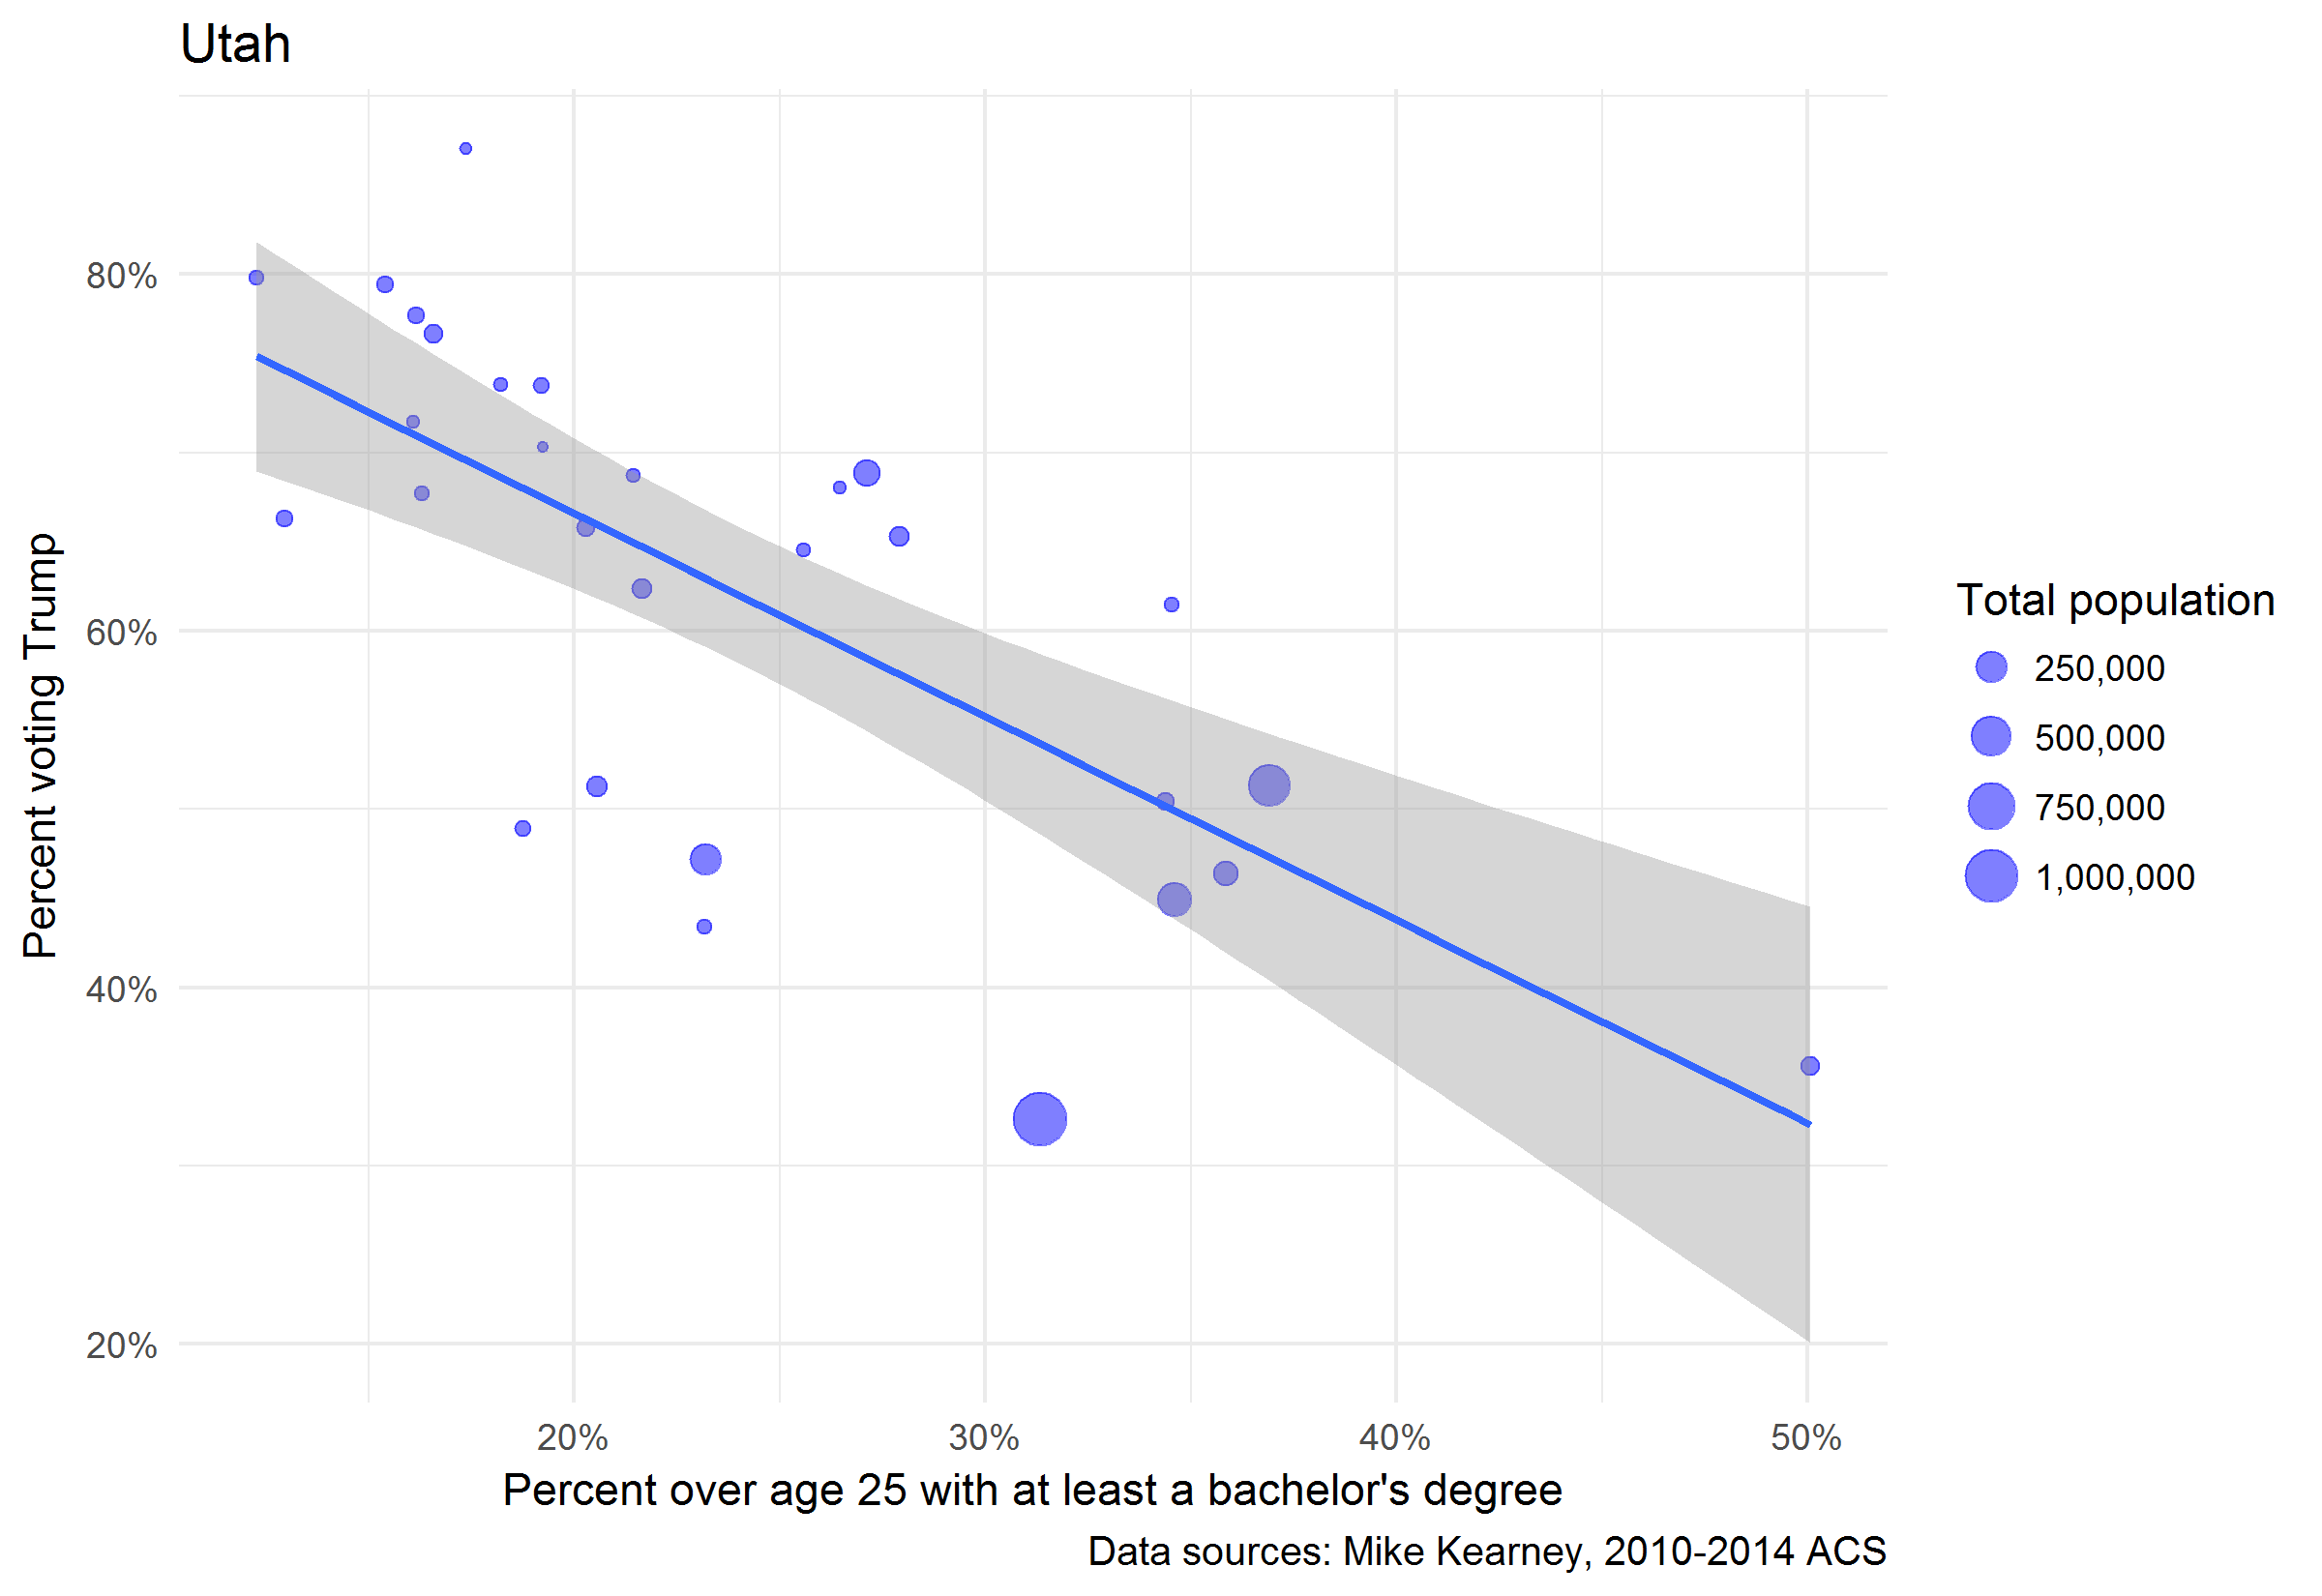 Utah
Percent voting Trump
80%
60%
40%
20%
20%
30%
40%
50%
Percent over age 25 with at least a bachelor's degree
Data sources: Mike Kearney, 2010-2014 ACS
Total population
250,000
500,000
750,000
1,000,000